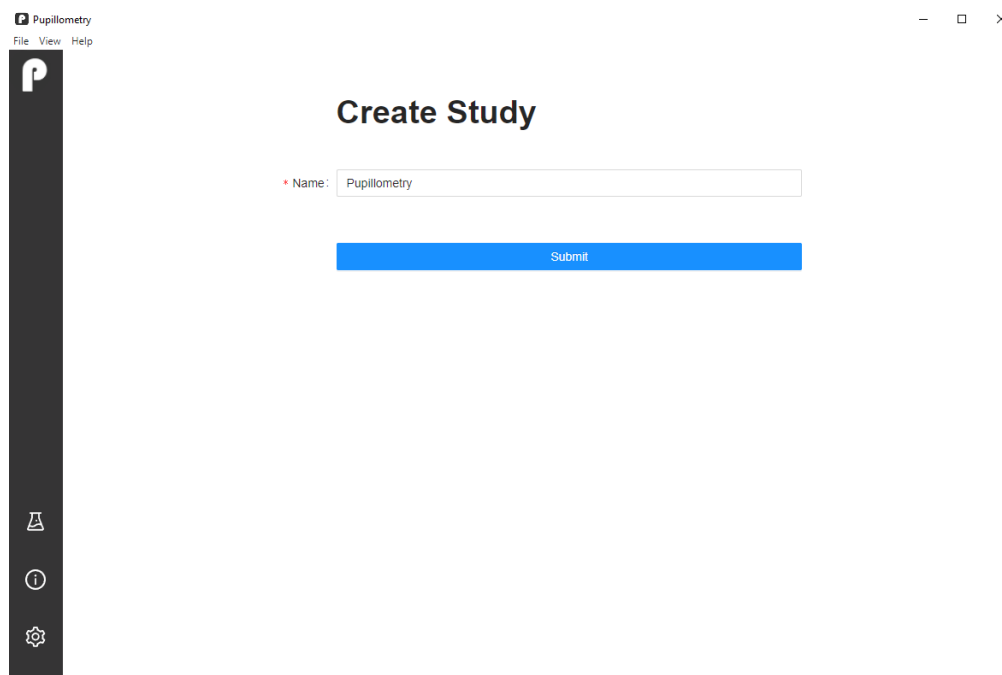 Pupillometry
File View Help
Create Study
* Name: Pupillometry
Submit